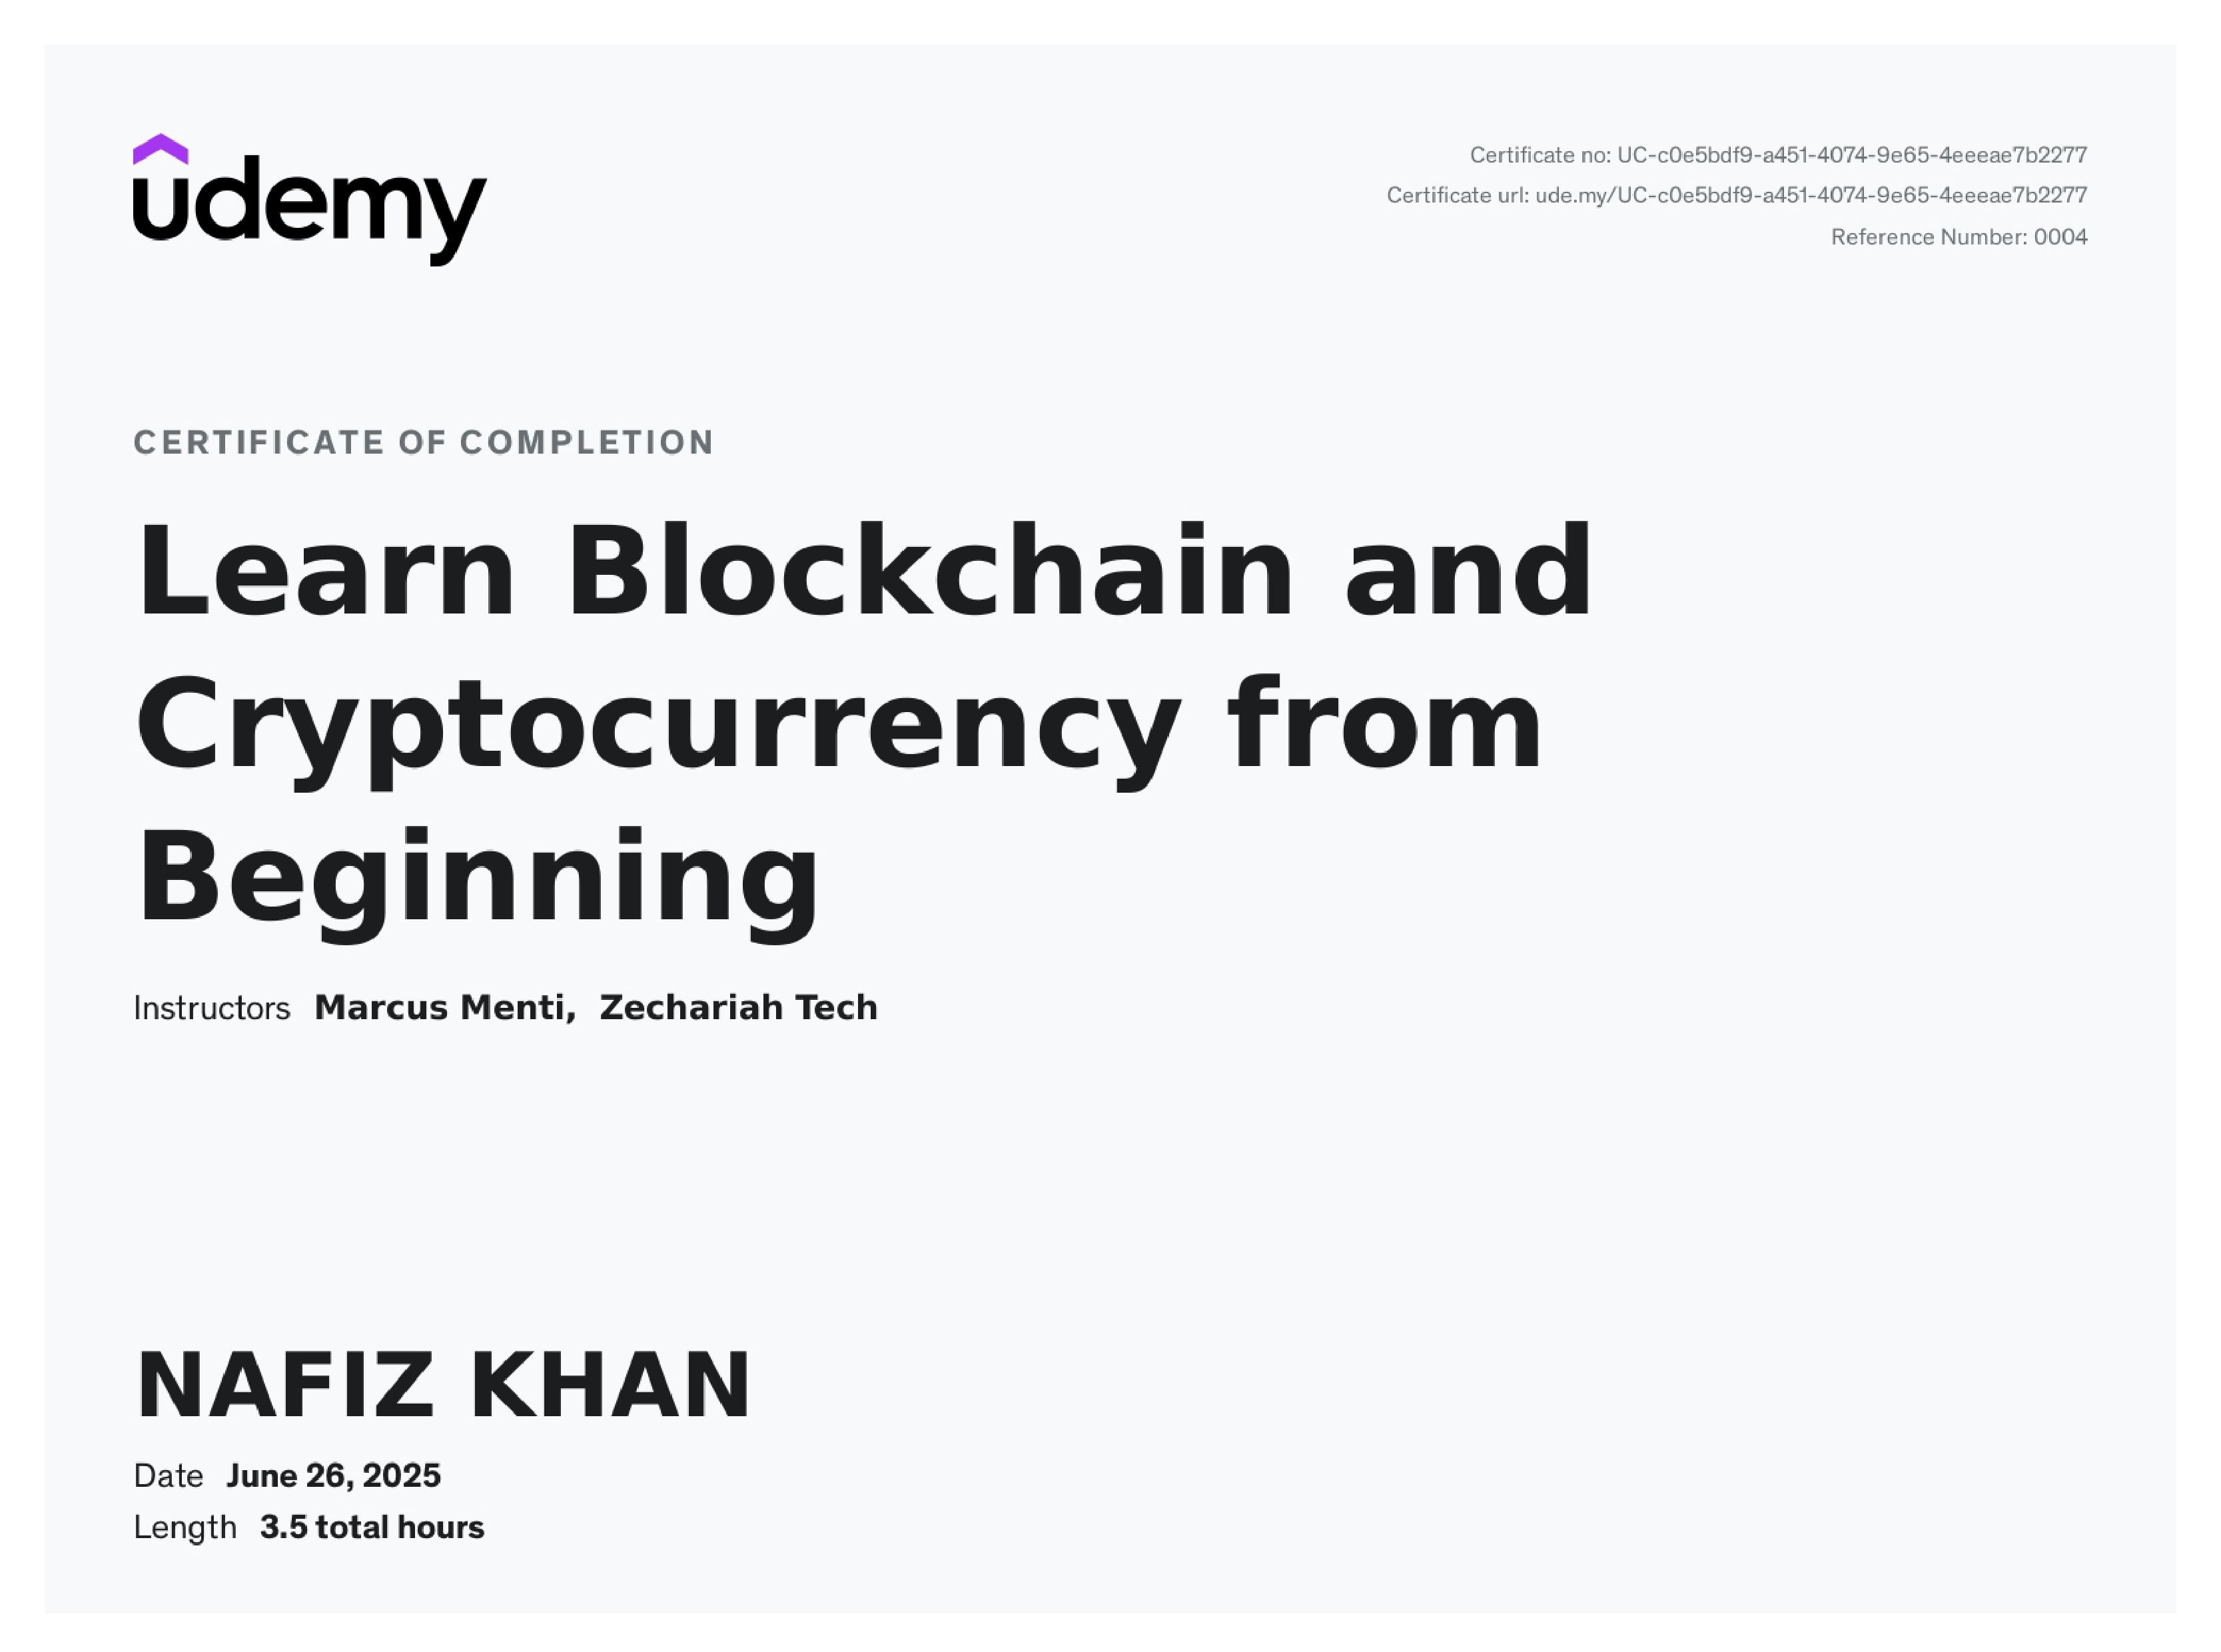 udemy
Certificate no: UC-c0e5bdf9-a451-4074-9e65-4eeeae7b2277
Certificate url: ude.my/UC-c0e5bdf9-a451-4074-9e65-4eeeae7b2277
Reference Number: 0004
CERTIFICATE OF COMPLETION
Learn Blockchain and
Cryptocurrency from
Beginning
Instructors Marcus Menti, Zechariah Tech
NAFIZ KHAN
Date June 26, 2025
Length 3.5 total hours